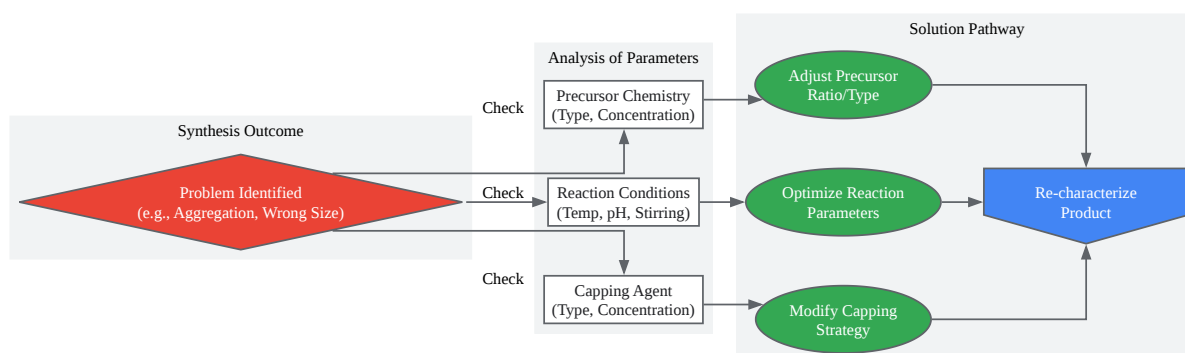 Solution Pathway
Analysis of Parameters
Adjust Precursor
Ratio/Type
Check
Precursor Chemistry
(Type, Concentration)
Synthesis Outcome
Problem Identified
(e.g., Aggregation, Wrong Size)
Check
Reaction Conditions
(Temp, pH, Stirring)
Optimize Reaction
Parameters
Re-characterize
Product
Check
Capping Agent
(Type, Concentration)
Modify Capping
Strategy